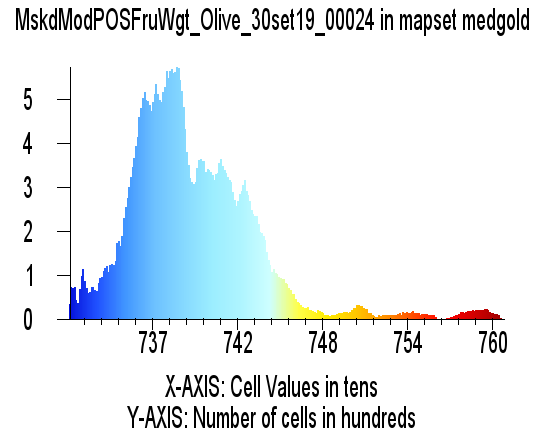 MskdModPOSFruWgt_Olive_30set19_00024 in mapset medgold
5
4
3
2
1
0
737 742 748 754 760
X-AXIS: Cell Values in tens
Y-AXIS: Number of cells in hundreds